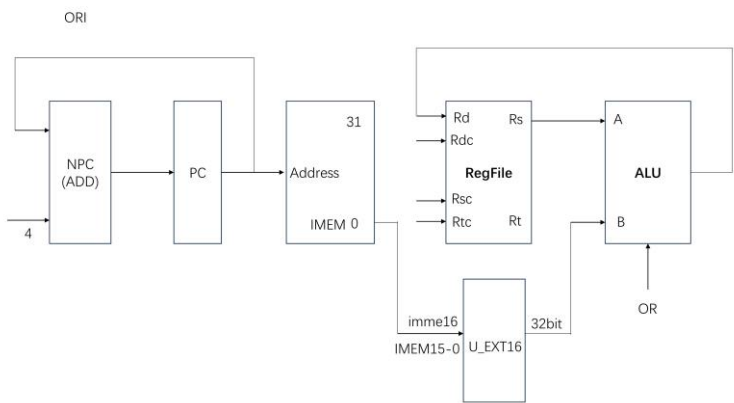 ORI
NPC
(ADD)
4
PC
31
Address
IMEM 0
Rd
Rdc
Rsc
Rtc
RegFile
Rs
Rt
A
ALU
B
OR
imme16
IMEM15-0
U_EXT16
32bit